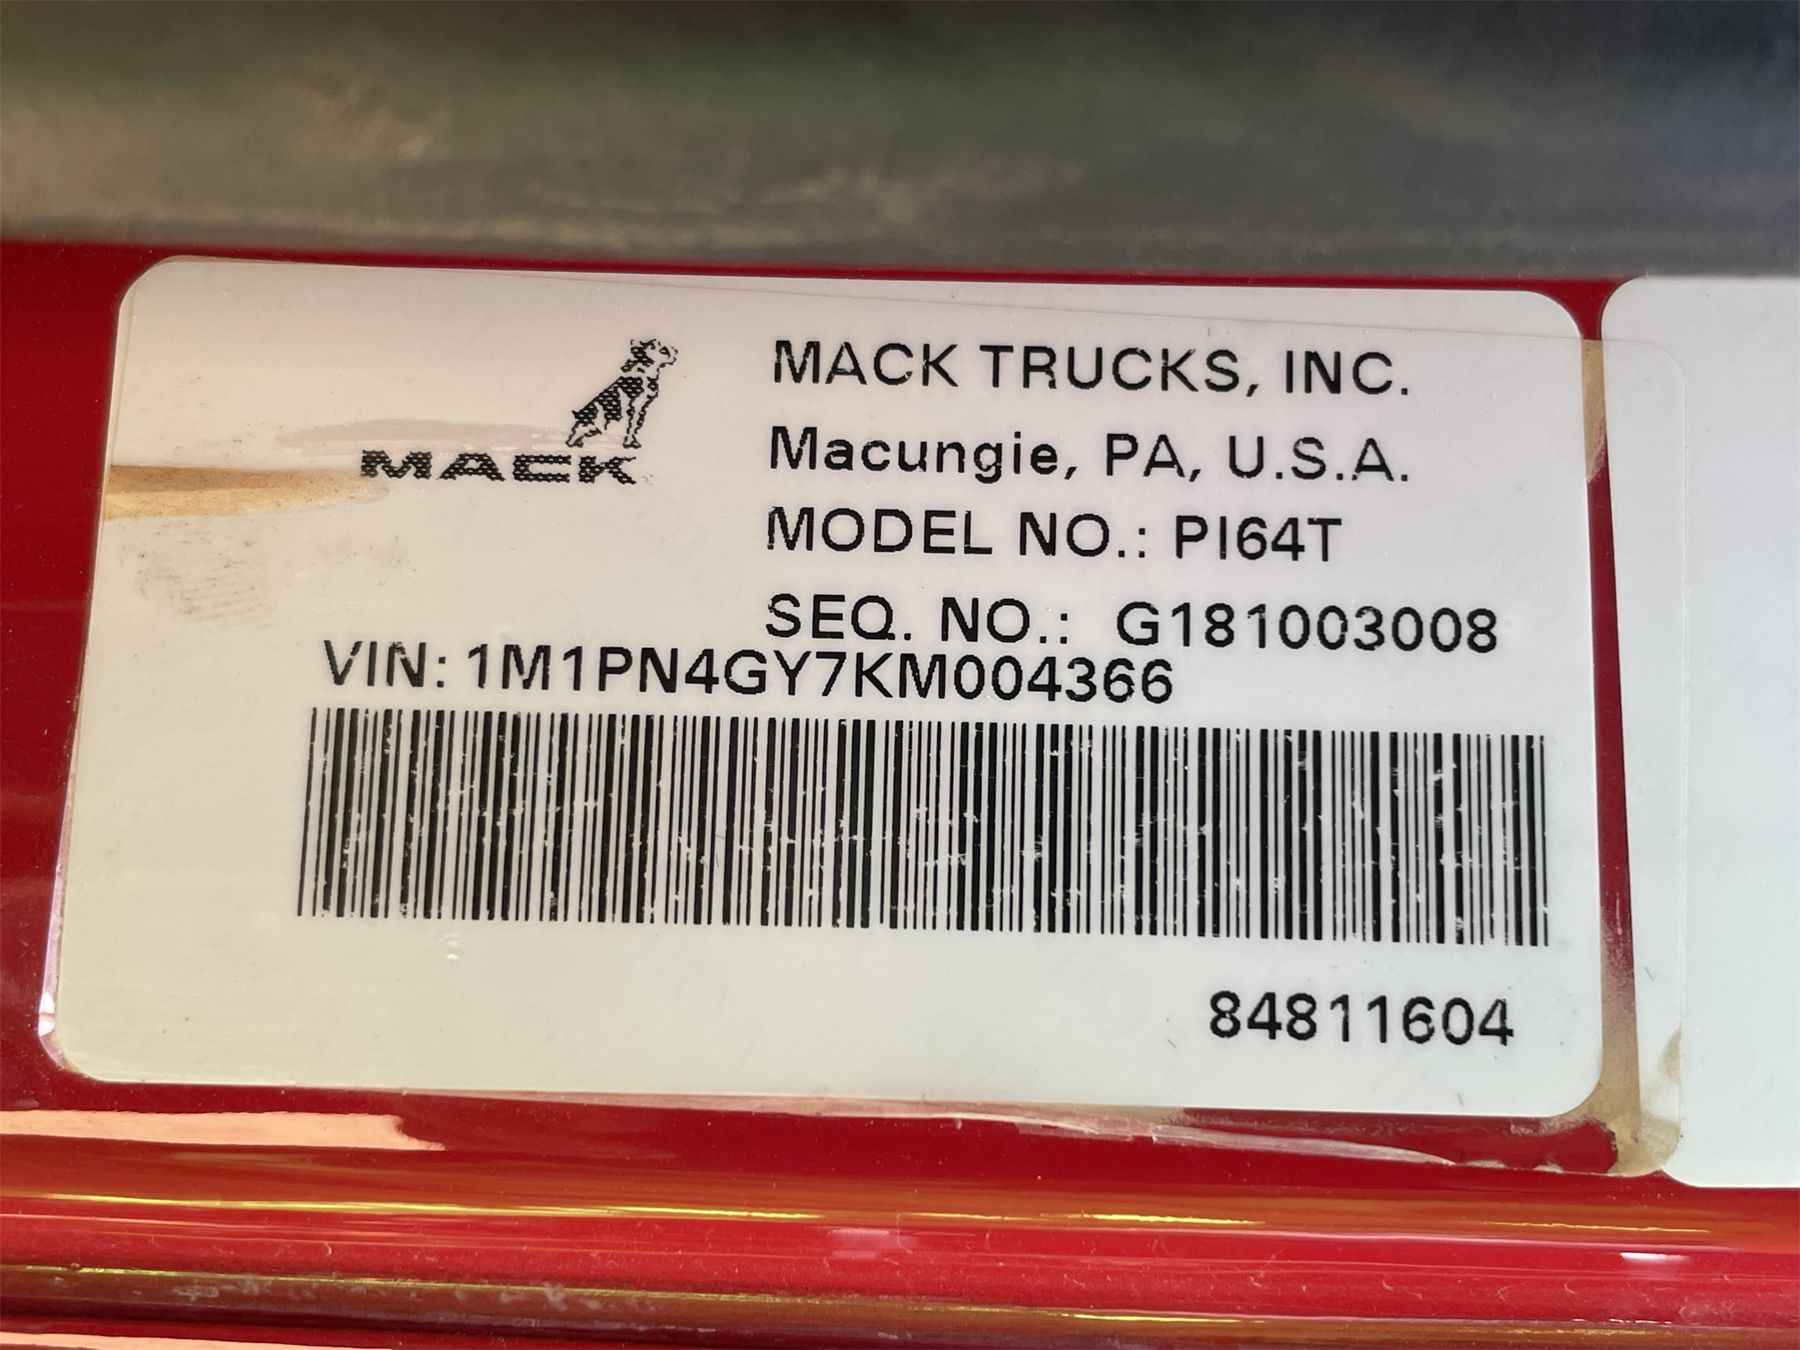 MACK TRUCKS, INC.
MACK
Macungie, PA, U.S.A.
MODEL NO.: PI64T
SEQ. NO.: G181003008
VIN: 1M1PN4GY7KM004366
84811604